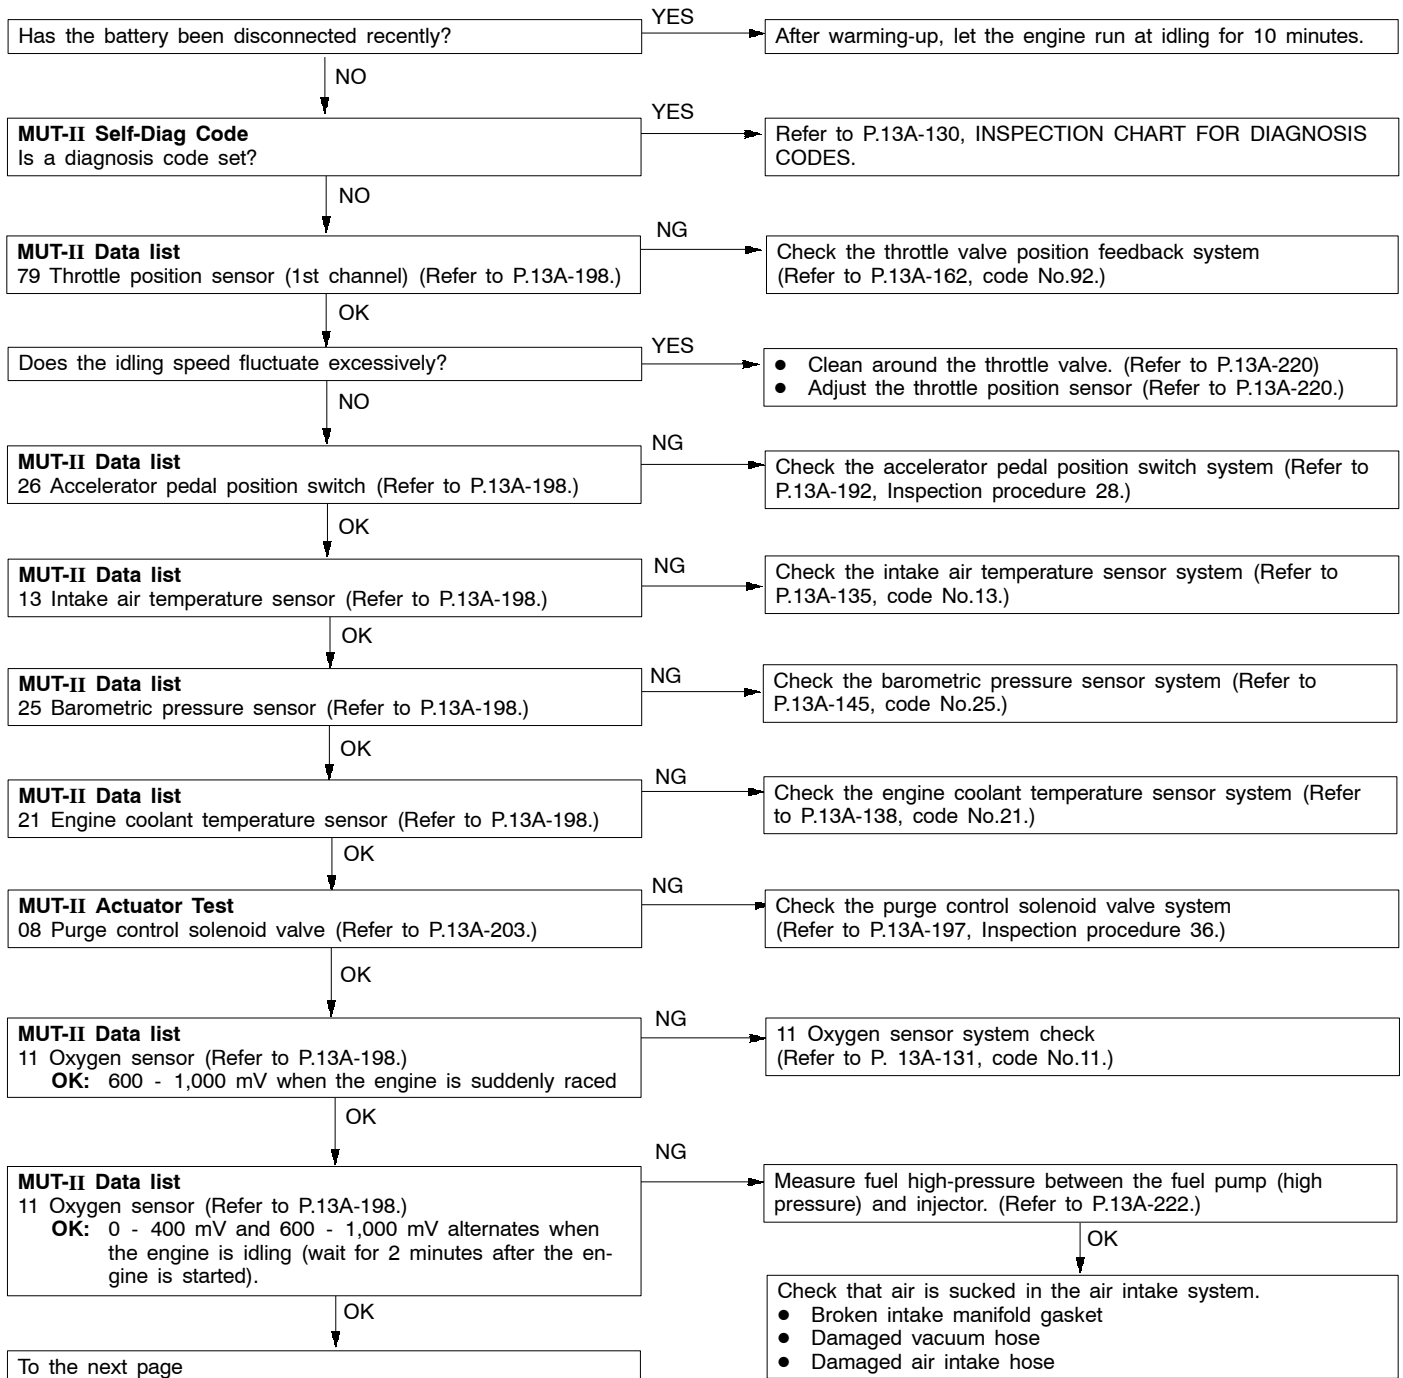 Has the battery been disconnected recently?
YES
After warming-up, let the engine run at idling for 10 minutes.
NO
MUT-II Self-Diag Code
Is a diagnosis code set?
YES
Refer to P.13A-130, INSPECTION CHART FOR DIAGNOSIS
CODES.
NO
MUT-II Data list
79 Throttle position sensor (1st channel) (Refer to P.13A-198.)
NG
Check the throttle valve position feedback system
(Refer to P.13A-162, code No.92.)
OK
Does the idling speed fluctuate excessively?
YES
● Clean around the throttle valve. (Refer to P.13A-220)
● Adjust the throttle position sensor (Refer to P.13A-220.)
NO
MUT-II Data list
26 Accelerator pedal position switch (Refer to P.13A-198.)
NG
Check the accelerator pedal position switch system (Refer to
P.13A-192, Inspection procedure 28.)
OK
MUT-II Data list
13 Intake air temperature sensor (Refer to P.13A-198.)
NG
Check the intake air temperature sensor system (Refer to
P.13A-135, code No.13.)
OK
MUT-II Data list
25 Barometric pressure sensor (Refer to P.13A-198.)
NG
Check the barometric pressure sensor system (Refer to
P.13A-145, code No.25.)
OK
MUT-II Data list
21 Engine coolant temperature sensor (Refer to P.13A-198.)
NG
Check the engine coolant temperature sensor system (Refer
to P.13A-138, code No.21.)
OK
MUT-II Actuator Test
08 Purge control solenoid valve (Refer to P.13A-203.)
NG
Check the purge control solenoid valve system
(Refer to P.13A-197, Inspection procedure 36.)
OK
MUT-II Data list
11 Oxygen sensor (Refer to P.13A-198.)
OK: 600 - 1,000 mV when the engine is suddenly raced
NG
11 Oxygen sensor system check
(Refer to P. 13A-131, code No.11.)
OK
MUT-II Data list
11 Oxygen sensor (Refer to P.13A-198.)
OK: 0 - 400 mV and 600 - 1,000 mV alternates when
the engine is idling (wait for 2 minutes after the en-
gine is started).
NG
Measure fuel high-pressure between the fuel pump (high
pressure) and injector. (Refer to P.13A-222.)
OK
Check that air is sucked in the air intake system.
● Broken intake manifold gasket
● Damaged vacuum hose
● Damaged air intake hose
OK
To the next page